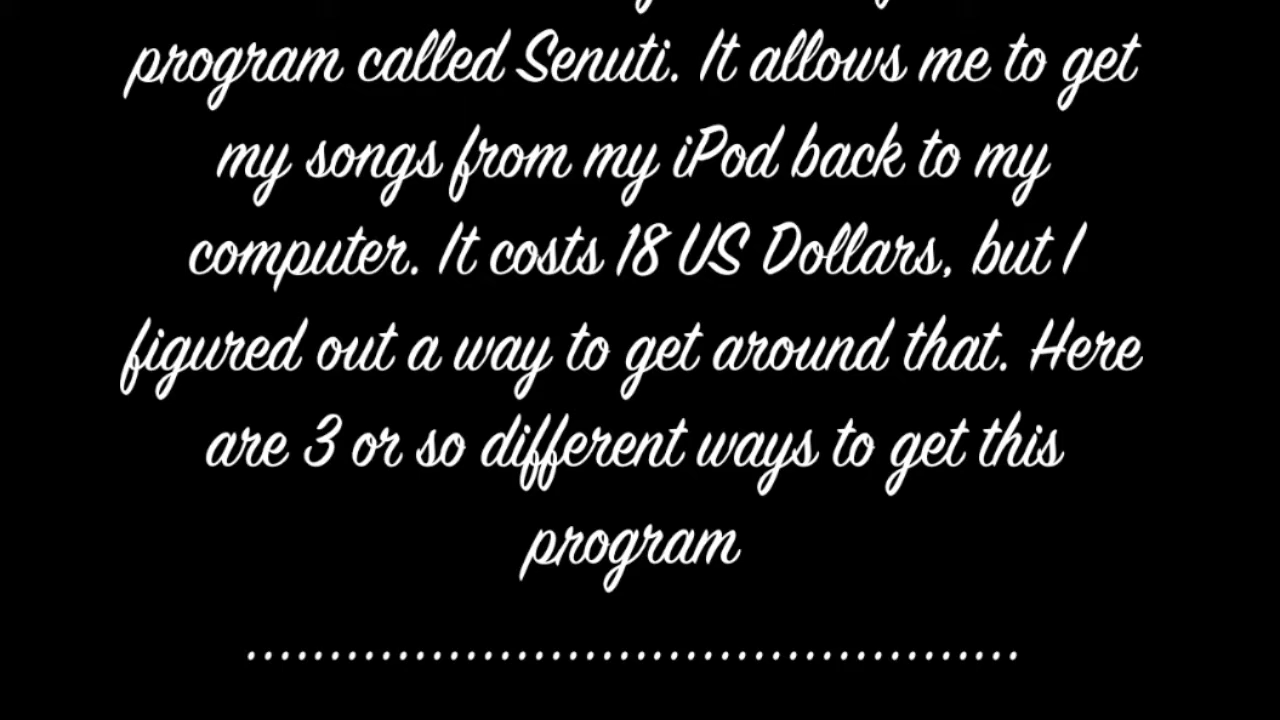 program called Senuti. It allows me to get
my songs from my iPod back to my
computer. It costs 18 US Dollars, but I
figured out a way to get around that. Here
are 3 or so different ways to get this
program
..............................................